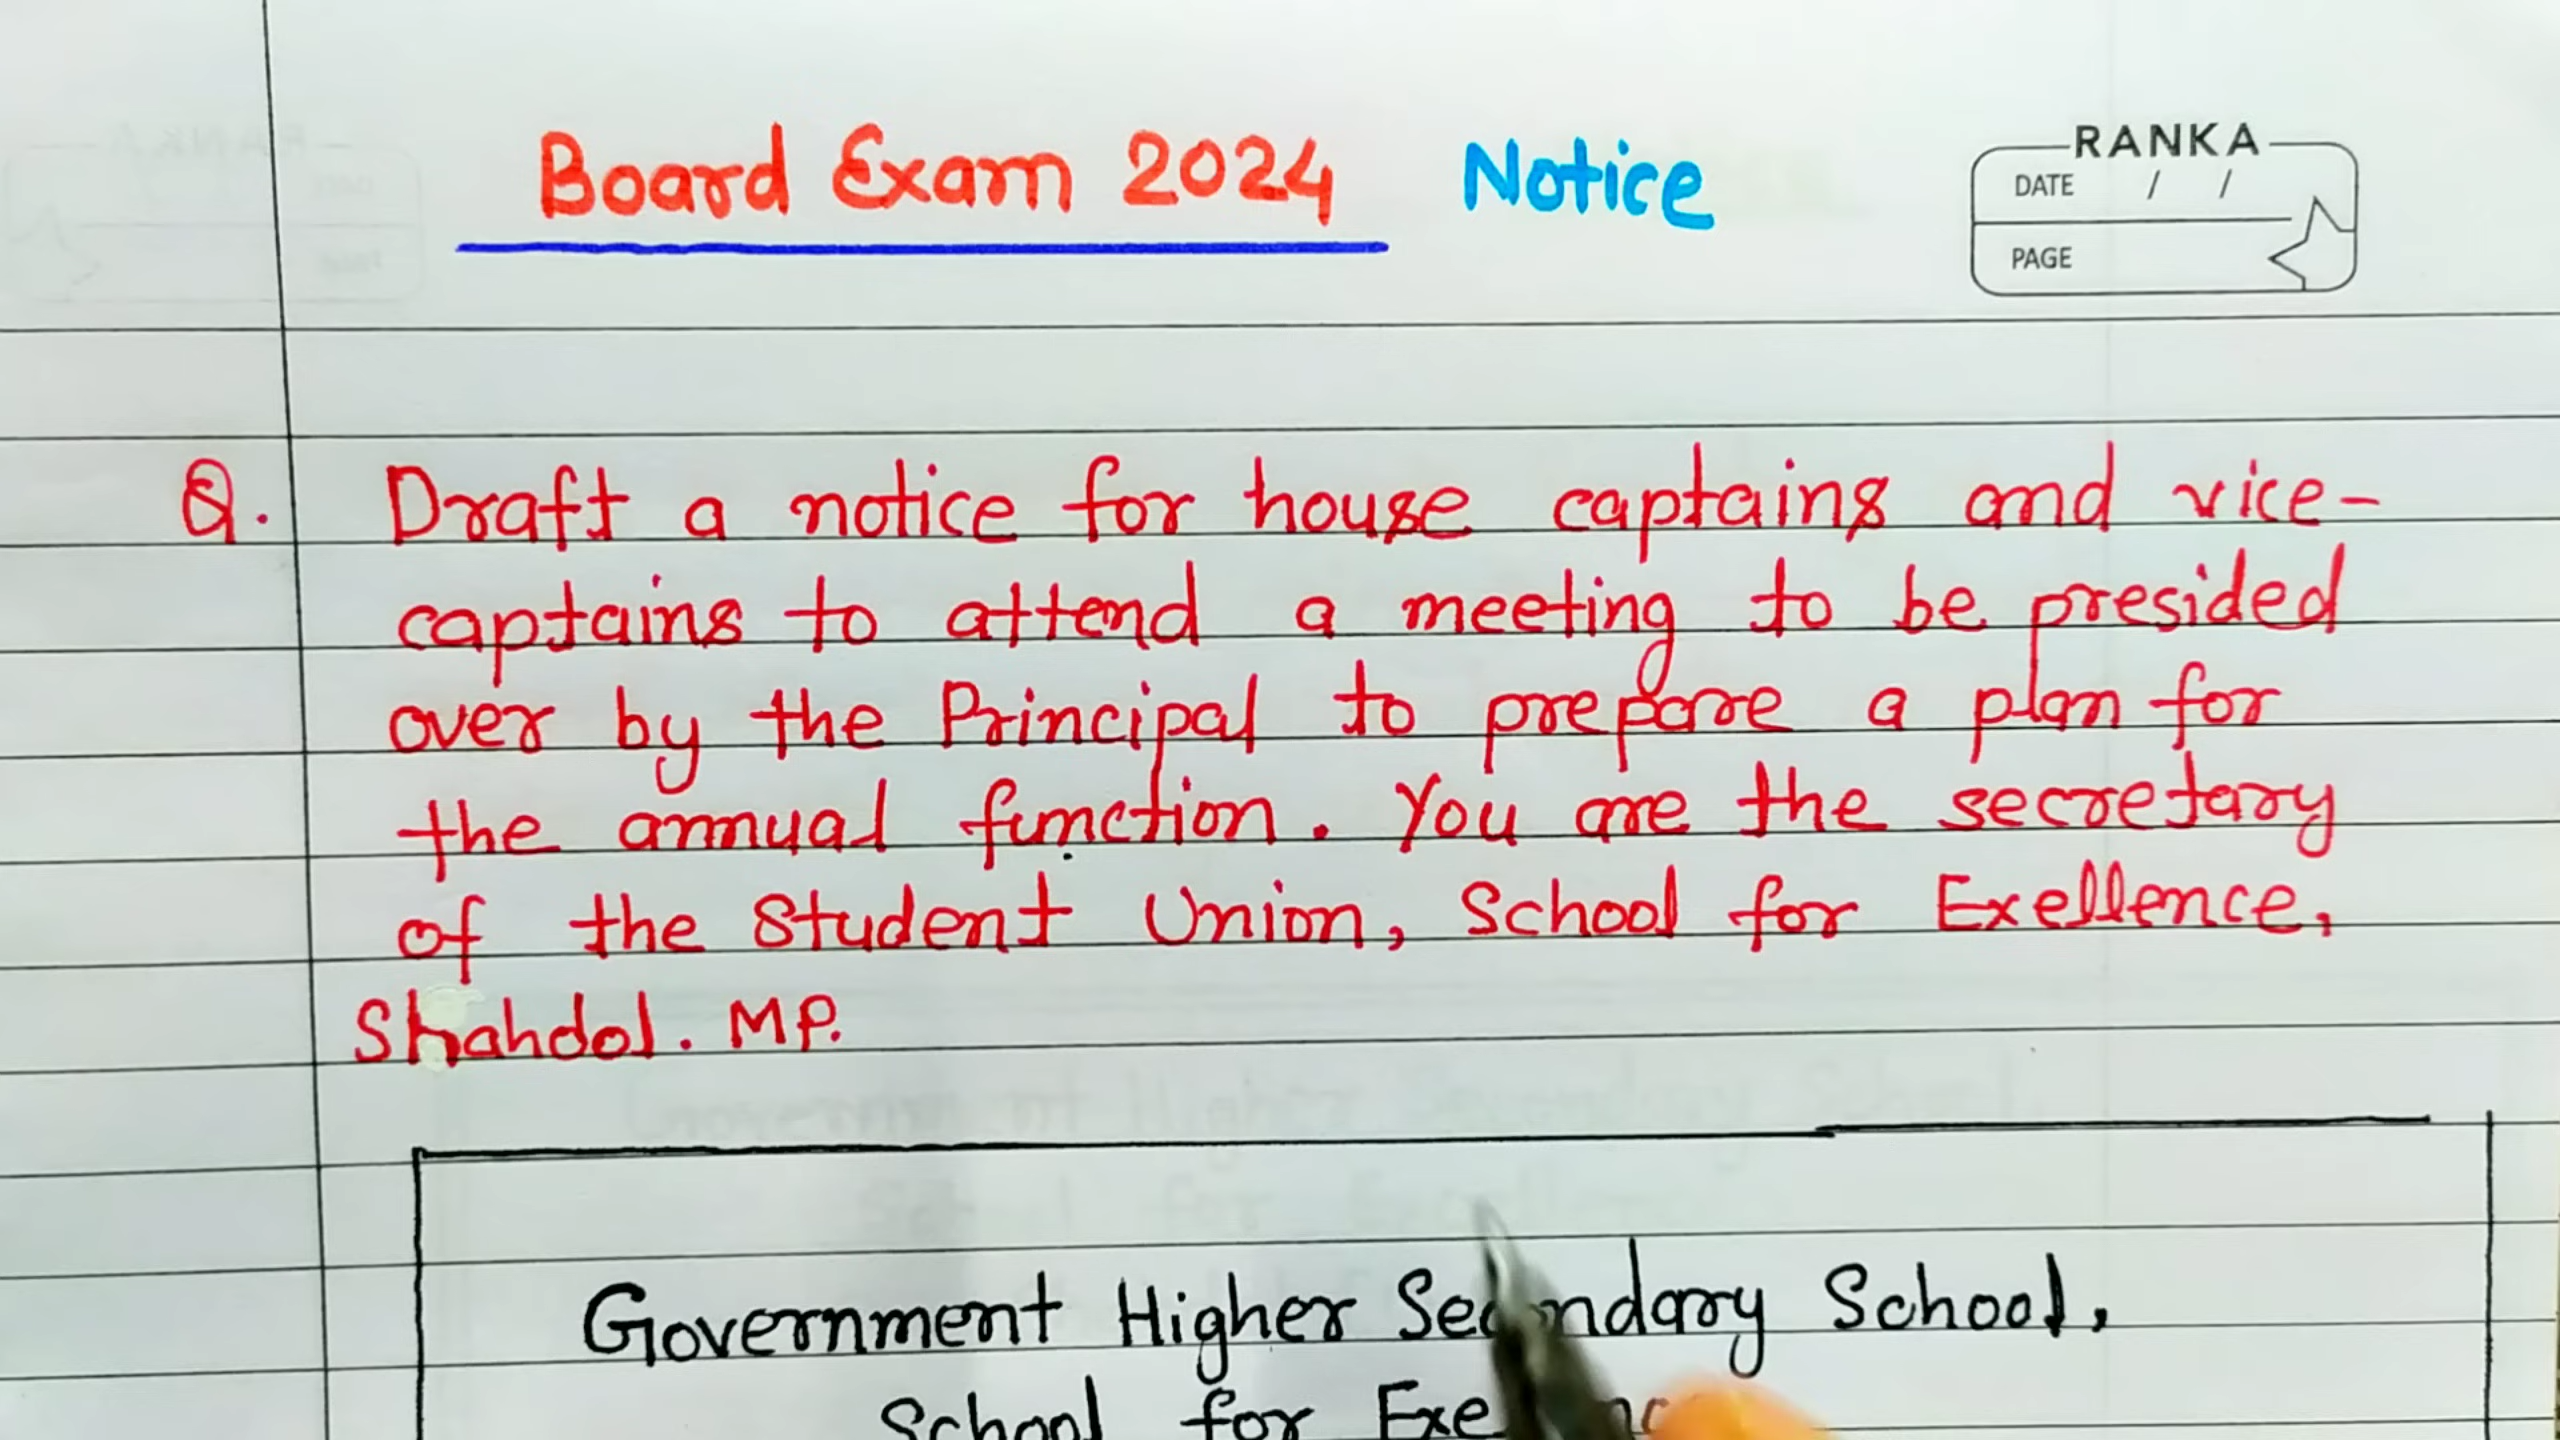 Board Exam 2024 Notice
RANKA
DATE / /
PAGE
Q. Draft a notice for house captains and vice-
captains to attend a meeting to be presided
over by the Principal to prepare a plan for
the annual function. You are the secretary
of the Student Union, School for Exellence,
Shahdol. MP.
Government Higher Secondary School,
School for